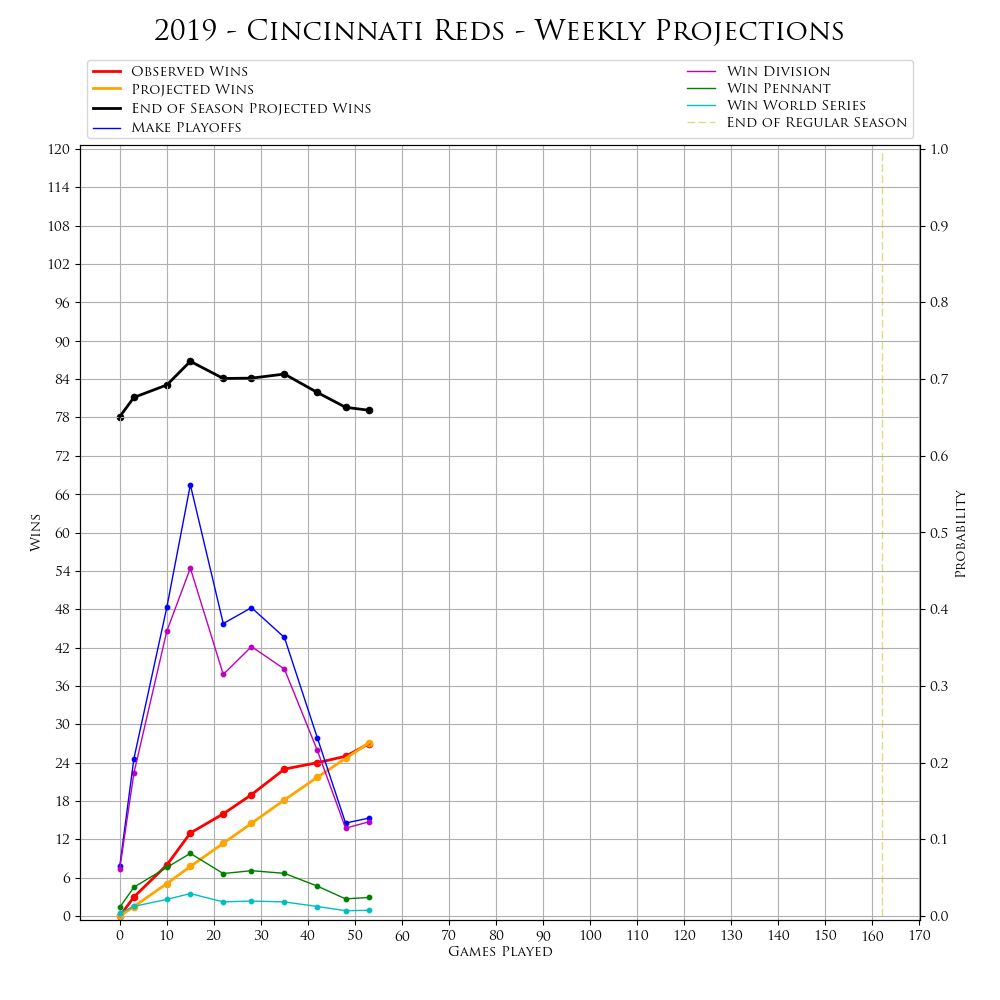 2019 - Cincinnati Reds - Weekly Projections
Observed Wins
Projected Wins
End of Season Projected Wins
Make Playoffs
Win Division
Win Pennant
Win World Series
End of Regular Season
120
114
108
102
96
90
84
78
72
66
60
54
48
42
36
30
24
18
12
6
0
Wins
1.0
0.9
0.8
0.7
0.6
0.5
0.4
0.3
0.2
0.1
0.0
Probability
0 10 20 30 40 50 60 70 80 90 100 110 120 130 140 150 160 170
Games Played